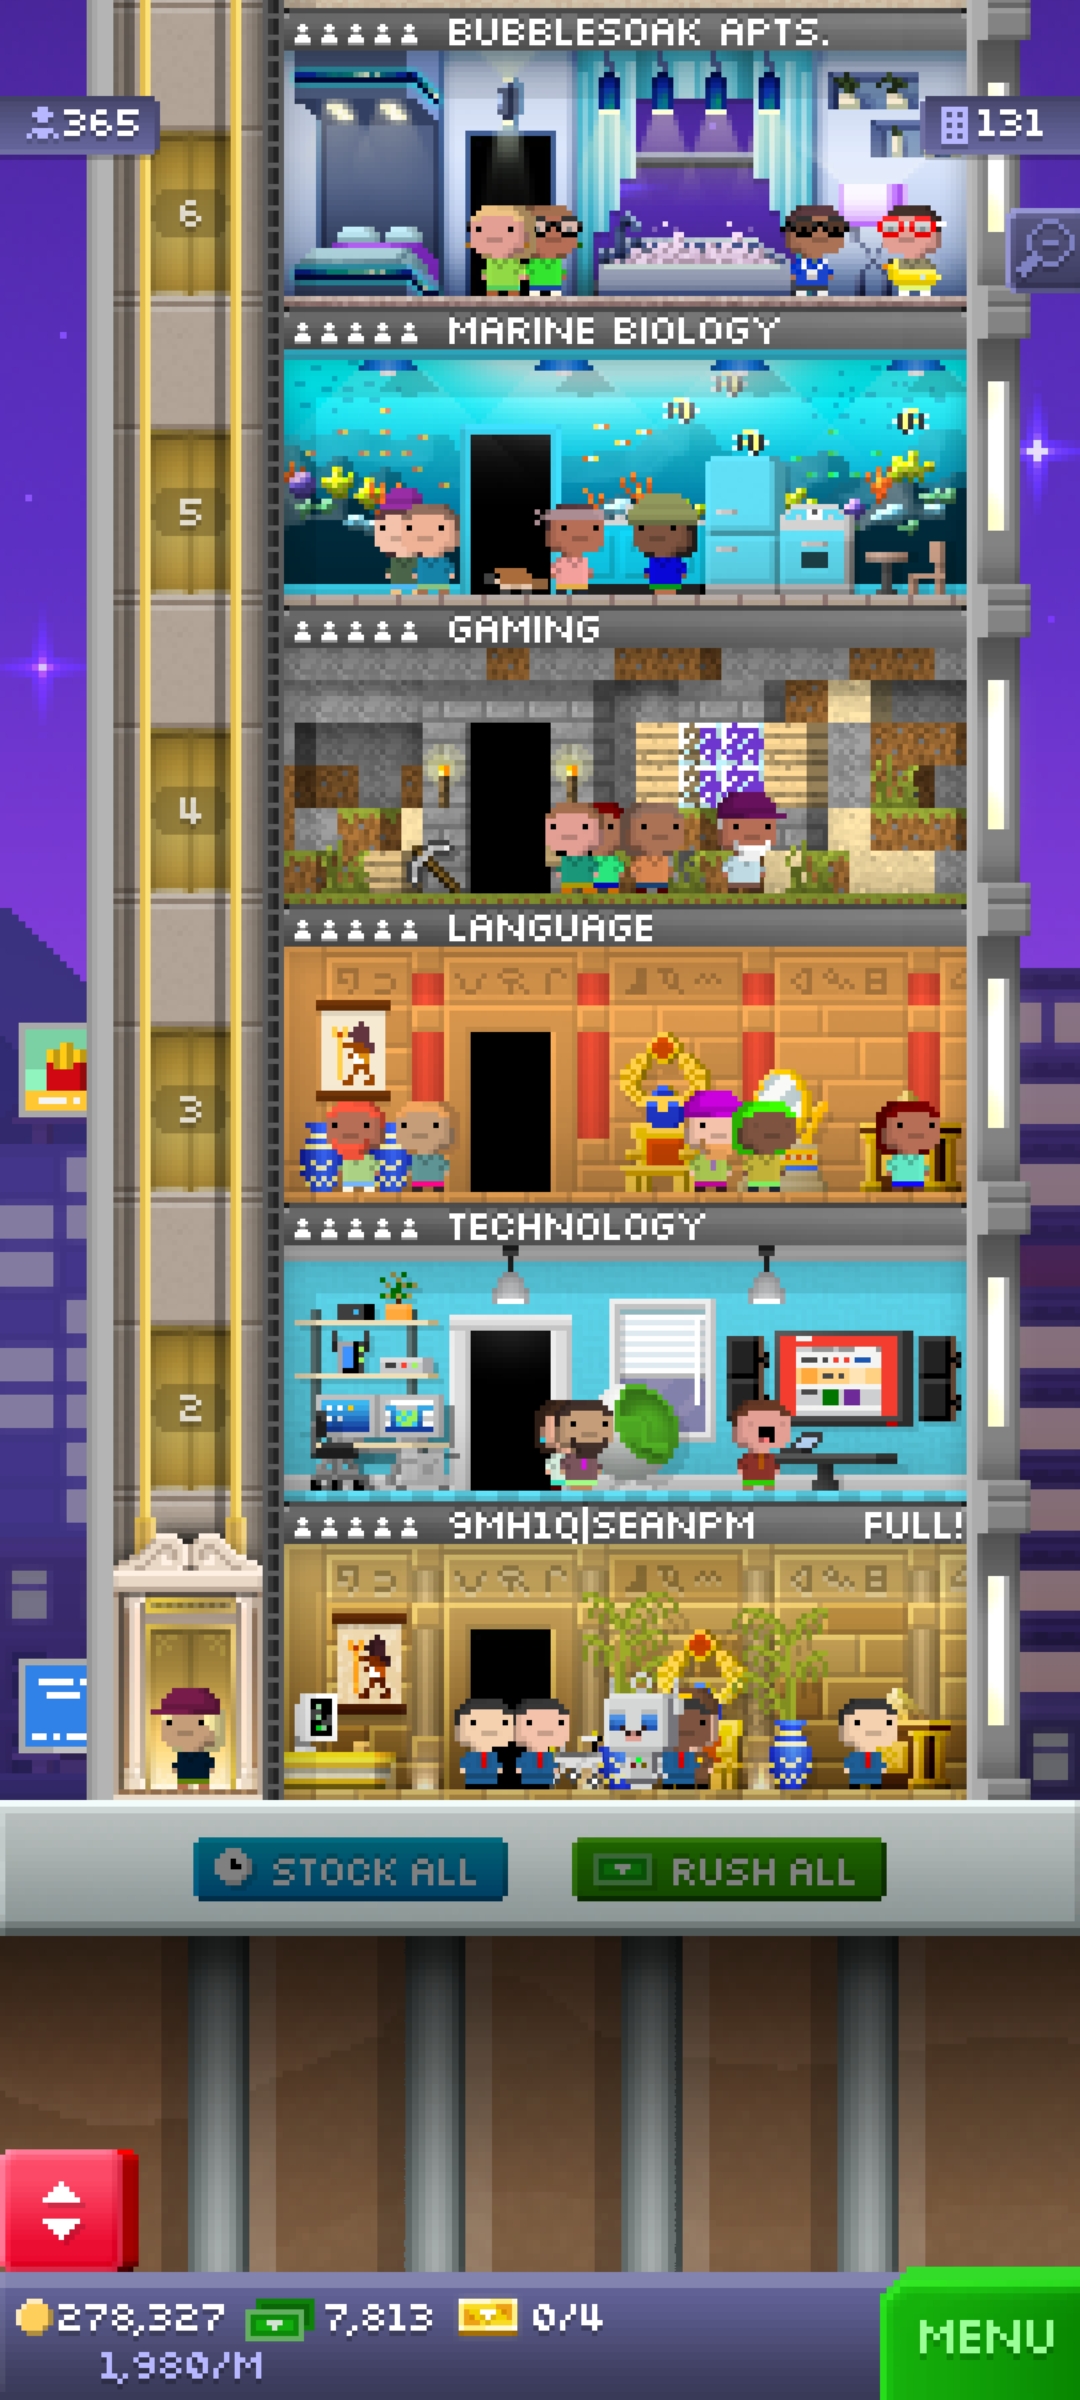 BUBBLESOAK APTS.
365
131
6
MARINE BIOLOGY
5
GAMING
4
LANGUAGE
3
TECHNOLOGY
2
9MH1Q|SEANPM FULL!
STOCK ALL
RUSH ALL
278,327 7,813 0/4
1,980/M
MENU